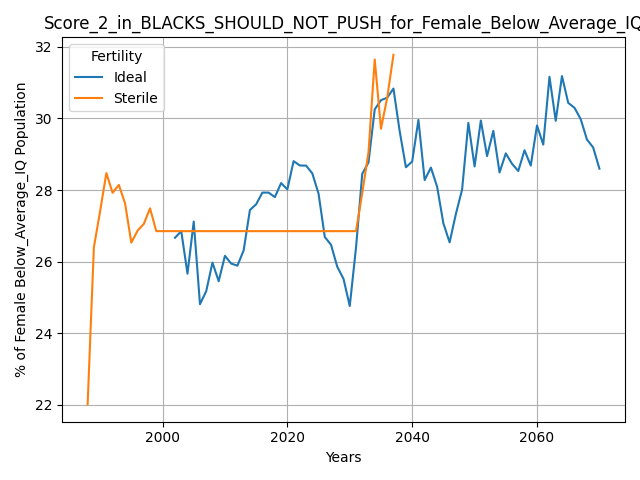 Score_2_in_BLACKS_SHOULD_NOT_PUSH_for_Female_Below_Average_IQ
Fertility
Ideal
Sterile
% of Female Below_Average_IQ Population
32
30
28
26
24
22
2000
2020
2040
2060
Years